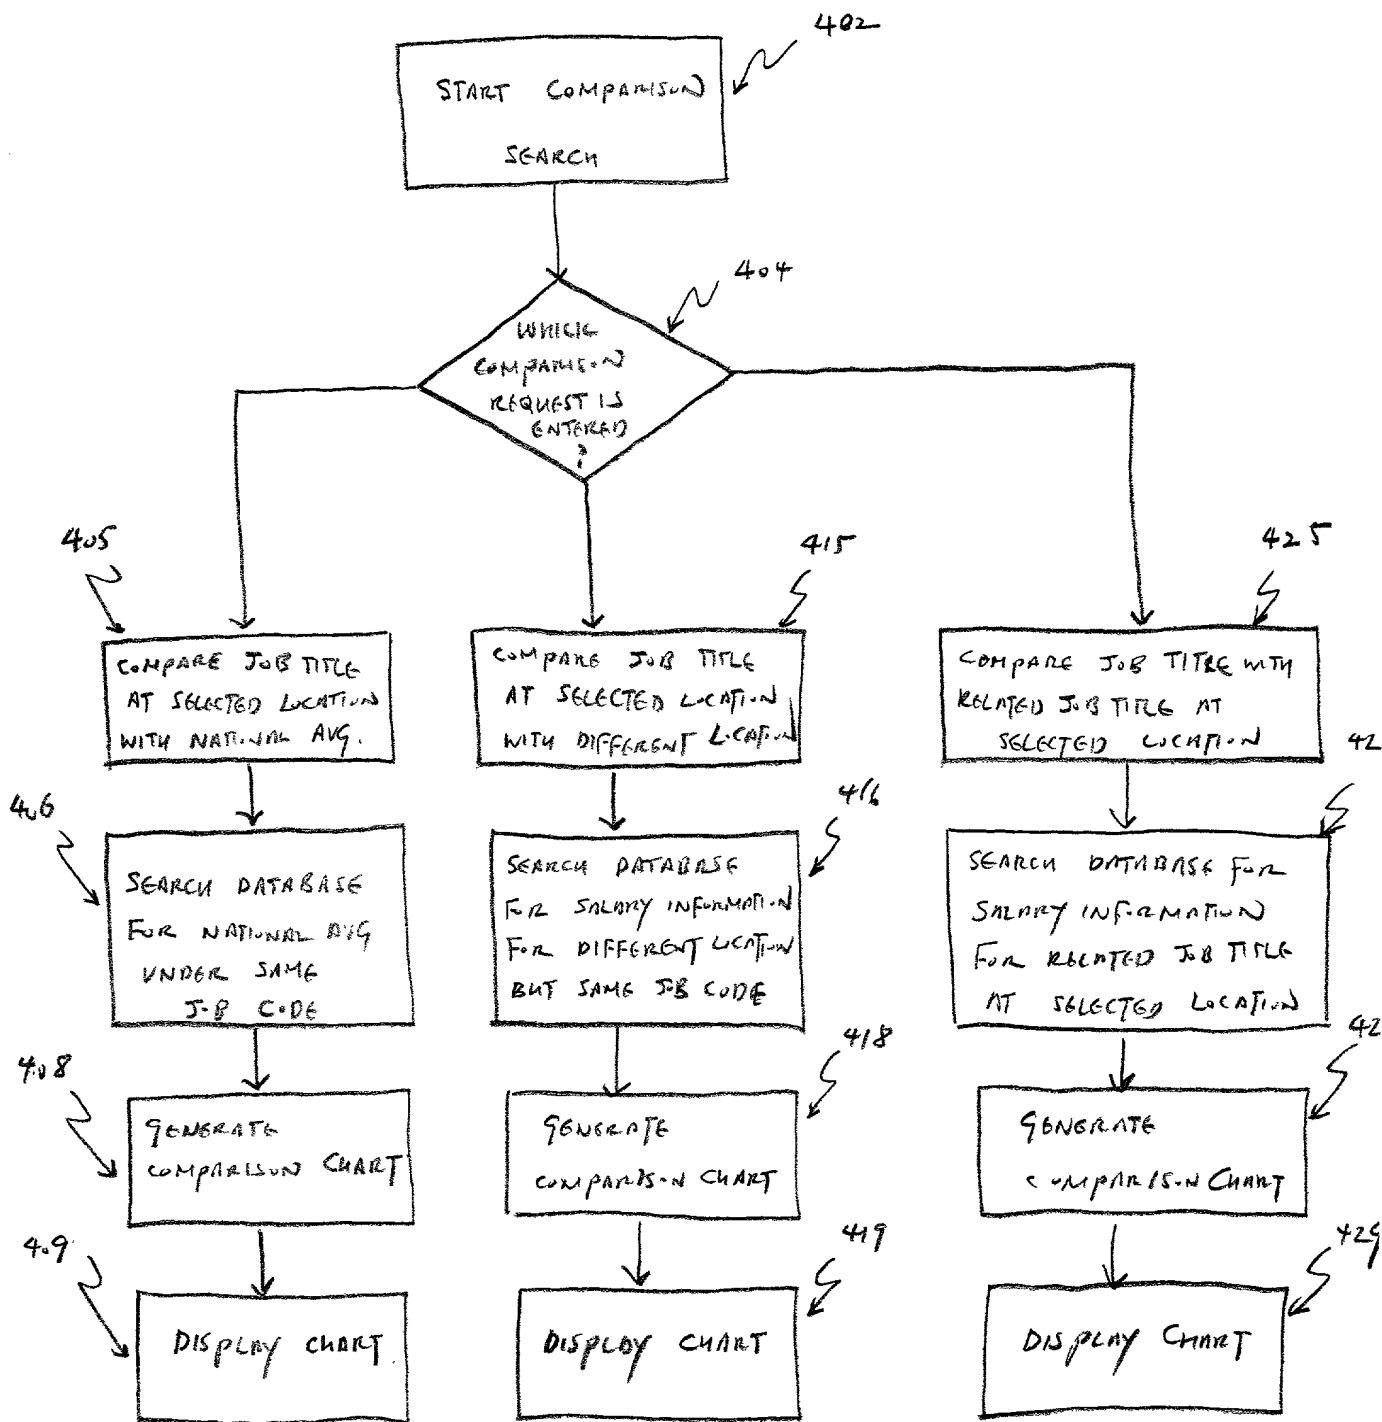 402
START COMPARISON
SEARCH
404
WHICH
COMPARISON
REQUEST IS
ENTERED
?
405
415
425
COMPARE JOB TITLE
AT SELECTED LOCATION
WITH NATIONAL AVG.
COMPARE JOB TITLE
AT SELECTED LOCATION
WITH DIFFERENT LOCATION
COMPARE JOB TITLE WITH
RELATED JOB TITLE AT
SELECTED LOCATION
406
416
42
SEARCH DATABASE
FOR NATIONAL AVG
UNDER SAME
JOB CODE
SEARCH DATABASE
FOR SALARY INFORMATION
FOR DIFFERENT LOCATION
BUT SAME JOB CODE
SEARCH DATABASE FOR
SALARY INFORMATION
FOR RELATED JOB TITLE
AT SELECTED LOCATION
408
418
42
GENERATE
COMPARISON CHART
GENERATE
COMPARISON CHART
GENERATE
COMPARISON CHART
409
419
429
DISPLAY CHART
DISPLAY CHART
DISPLAY CHART